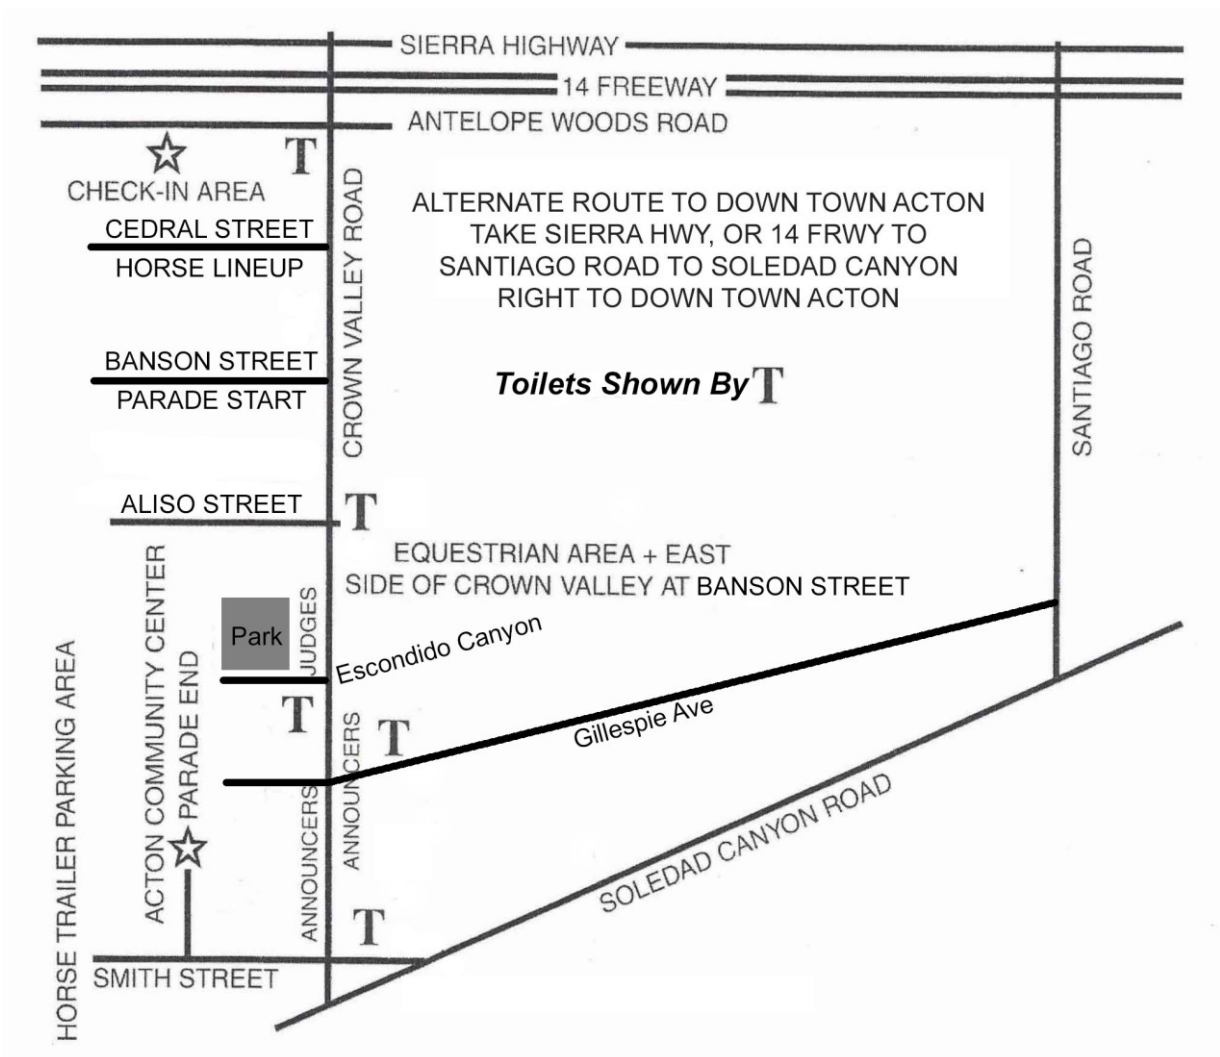 SIERRA HIGHWAY
14 FREEWAY
ANTELOPE WOODS ROAD
T
CHECK-IN AREA
CEDRAL STREET
HORSE LINEUP
CROWN VALLEY ROAD
ALTERNATE ROUTE TO DOWN TOWN ACTON
TAKE SIERRA HWY, OR 14 FRWY TO
SANTIAGO ROAD TO SOLEDAD CANYON
RIGHT TO DOWN TOWN ACTON
SANTIAGO ROAD
BANSON STREET
PARADE START
Toilets Shown By T
ALISO STREET
T
EQUESTRIAN AREA + EAST
SIDE OF CROWN VALLEY AT BANSON STREET
Park
JUDGES
Escondido Canyon
T
T
Gillespie Ave
HORSE TRAILER PARKING AREA
ACTON COMMUNITY CENTER
PARADE END
ANNOUNCERS
ANNOUNCERS
SOLEDAD CANYON ROAD
T
SMITH STREET